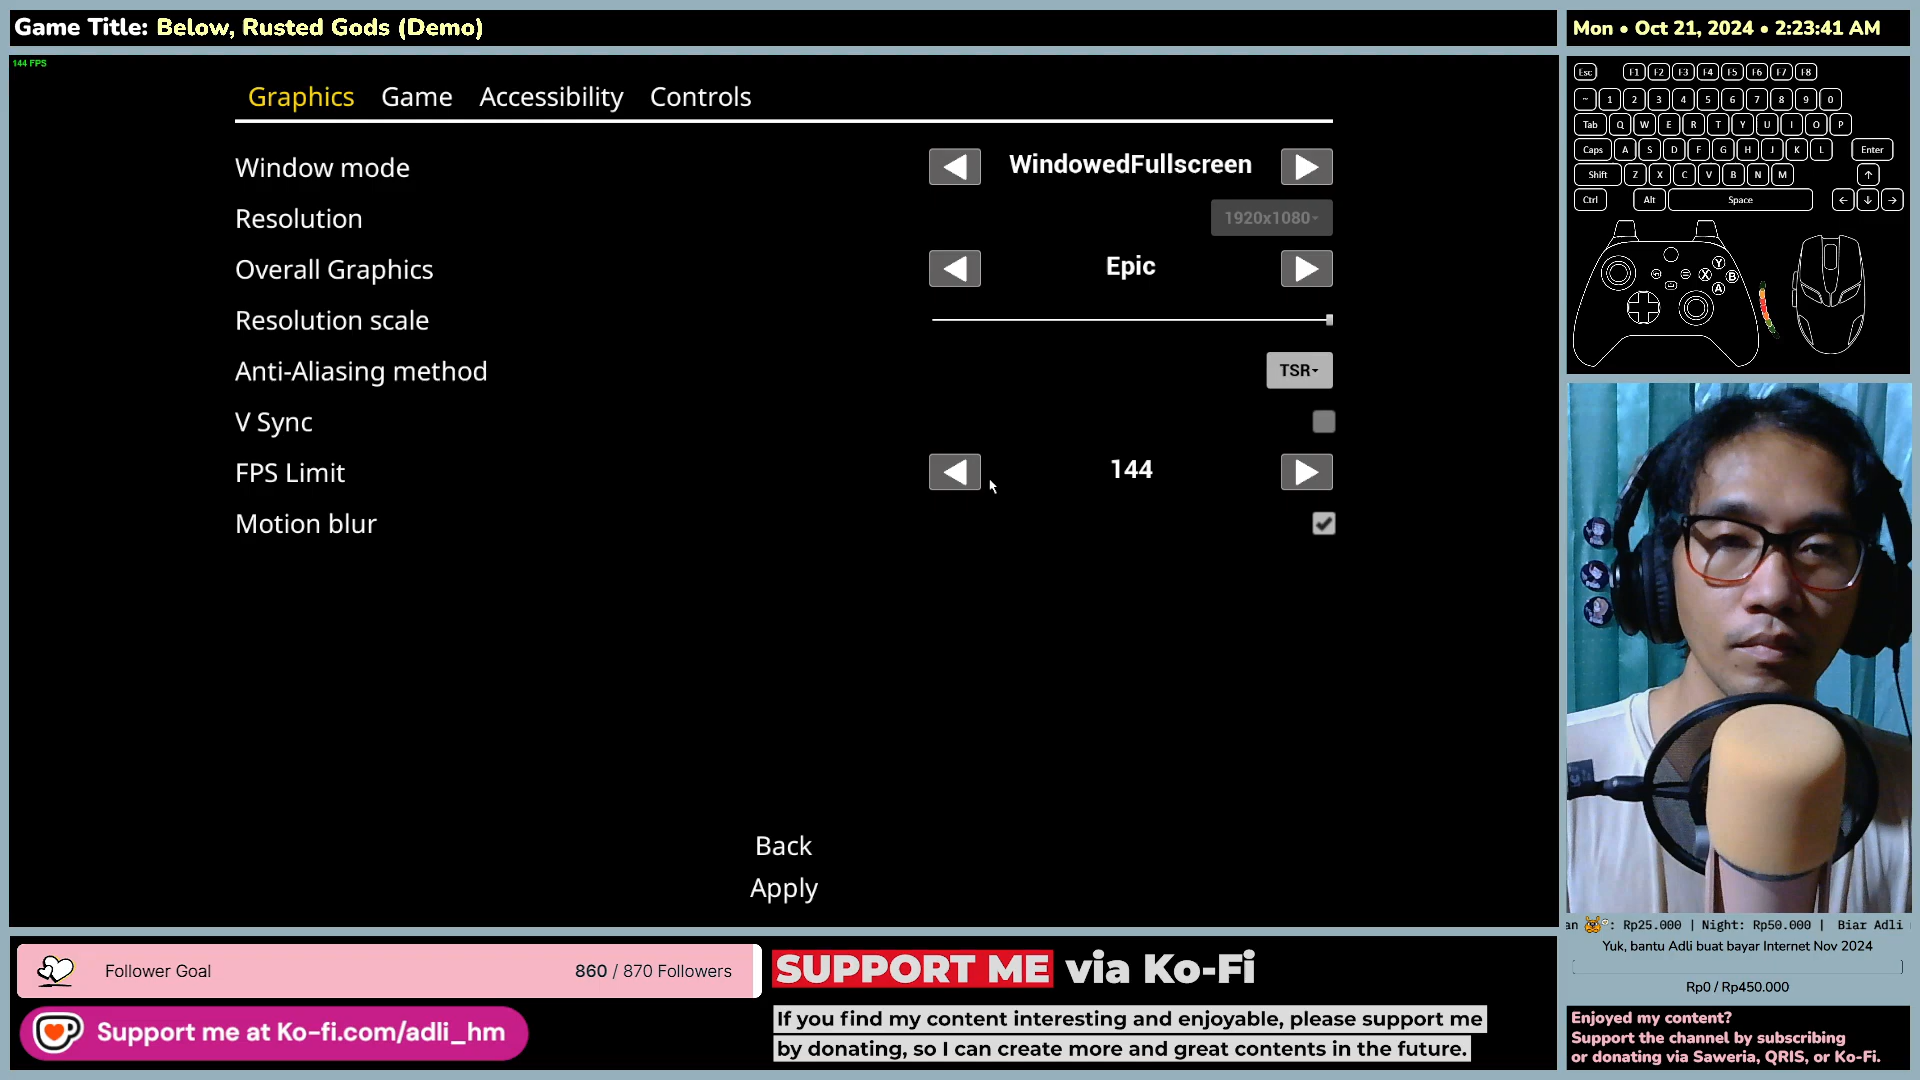 Game Title: Below, Rusted Gods (Demo)
Mon • Oct 21, 2024 • 2:23:41 AM
144 FPS
Graphics Game Accessibility Controls
Window mode WindowedFullscreen
Resolution 1920x1080
Overall Graphics Epic
Resolution scale
Anti-Aliasing method TSR
V Sync
FPS Limit 144
Motion blur
Back
Apply
Esc F1 F2 F3 F4 F5 F6 F7 F8
~ 1 2 3 4 5 6 7 8 9 0
Tab Q W E R T Y U I O P
Caps A S D F G H J K L Enter
Shift Z X C V B N M ↑
Ctrl Alt Space ← ↓ →
Y
X B
A
an : Rp25.000 | Night: Rp50.000 | Biar Adli
Yuk, bantu Adli buat bayar Internet Nov 2024
Rp0 / Rp450.000
Follower Goal 860 / 870 Followers
Support me at Ko-fi.com/adli_hm
SUPPORT ME via Ko-Fi
If you find my content interesting and enjoyable, please support me
by donating, so I can create more and great contents in the future.
Enjoyed my content?
Support the channel by subscribing
or donating via Saweria, QRIS, or Ko-Fi.